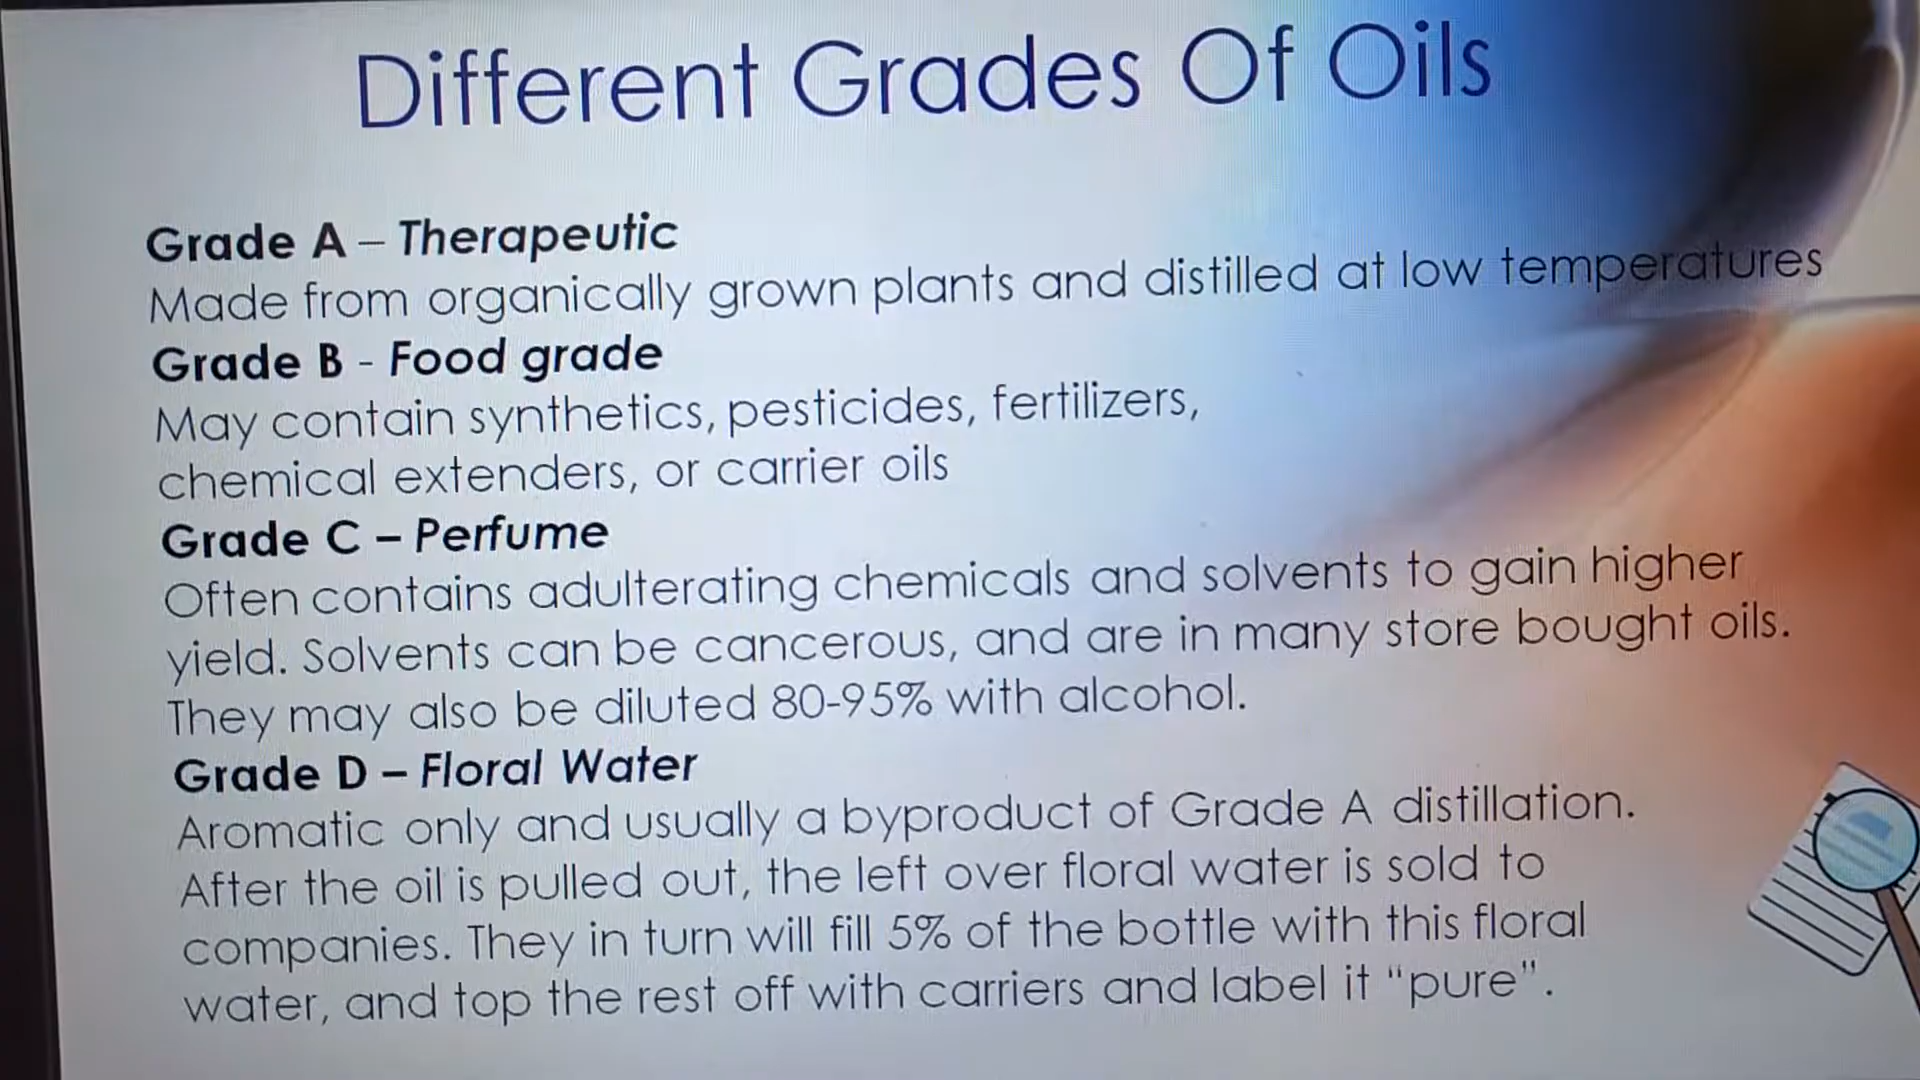 Different Grades Of Oils
Grade A – Therapeutic
Made from organically grown plants and distilled at low temperatures
Grade B - Food grade
May contain synthetics, pesticides, fertilizers,
chemical extenders, or carrier oils
Grade C – Perfume
Often contains adulterating chemicals and solvents to gain higher
yield. Solvents can be cancerous, and are in many store bought oils.
They may also be diluted 80-95% with alcohol.
Grade D – Floral Water
Aromatic only and usually a byproduct of Grade A distillation.
After the oil is pulled out, the left over floral water is sold to
companies. They in turn will fill 5% of the bottle with this floral
water, and top the rest off with carriers and label it "pure".